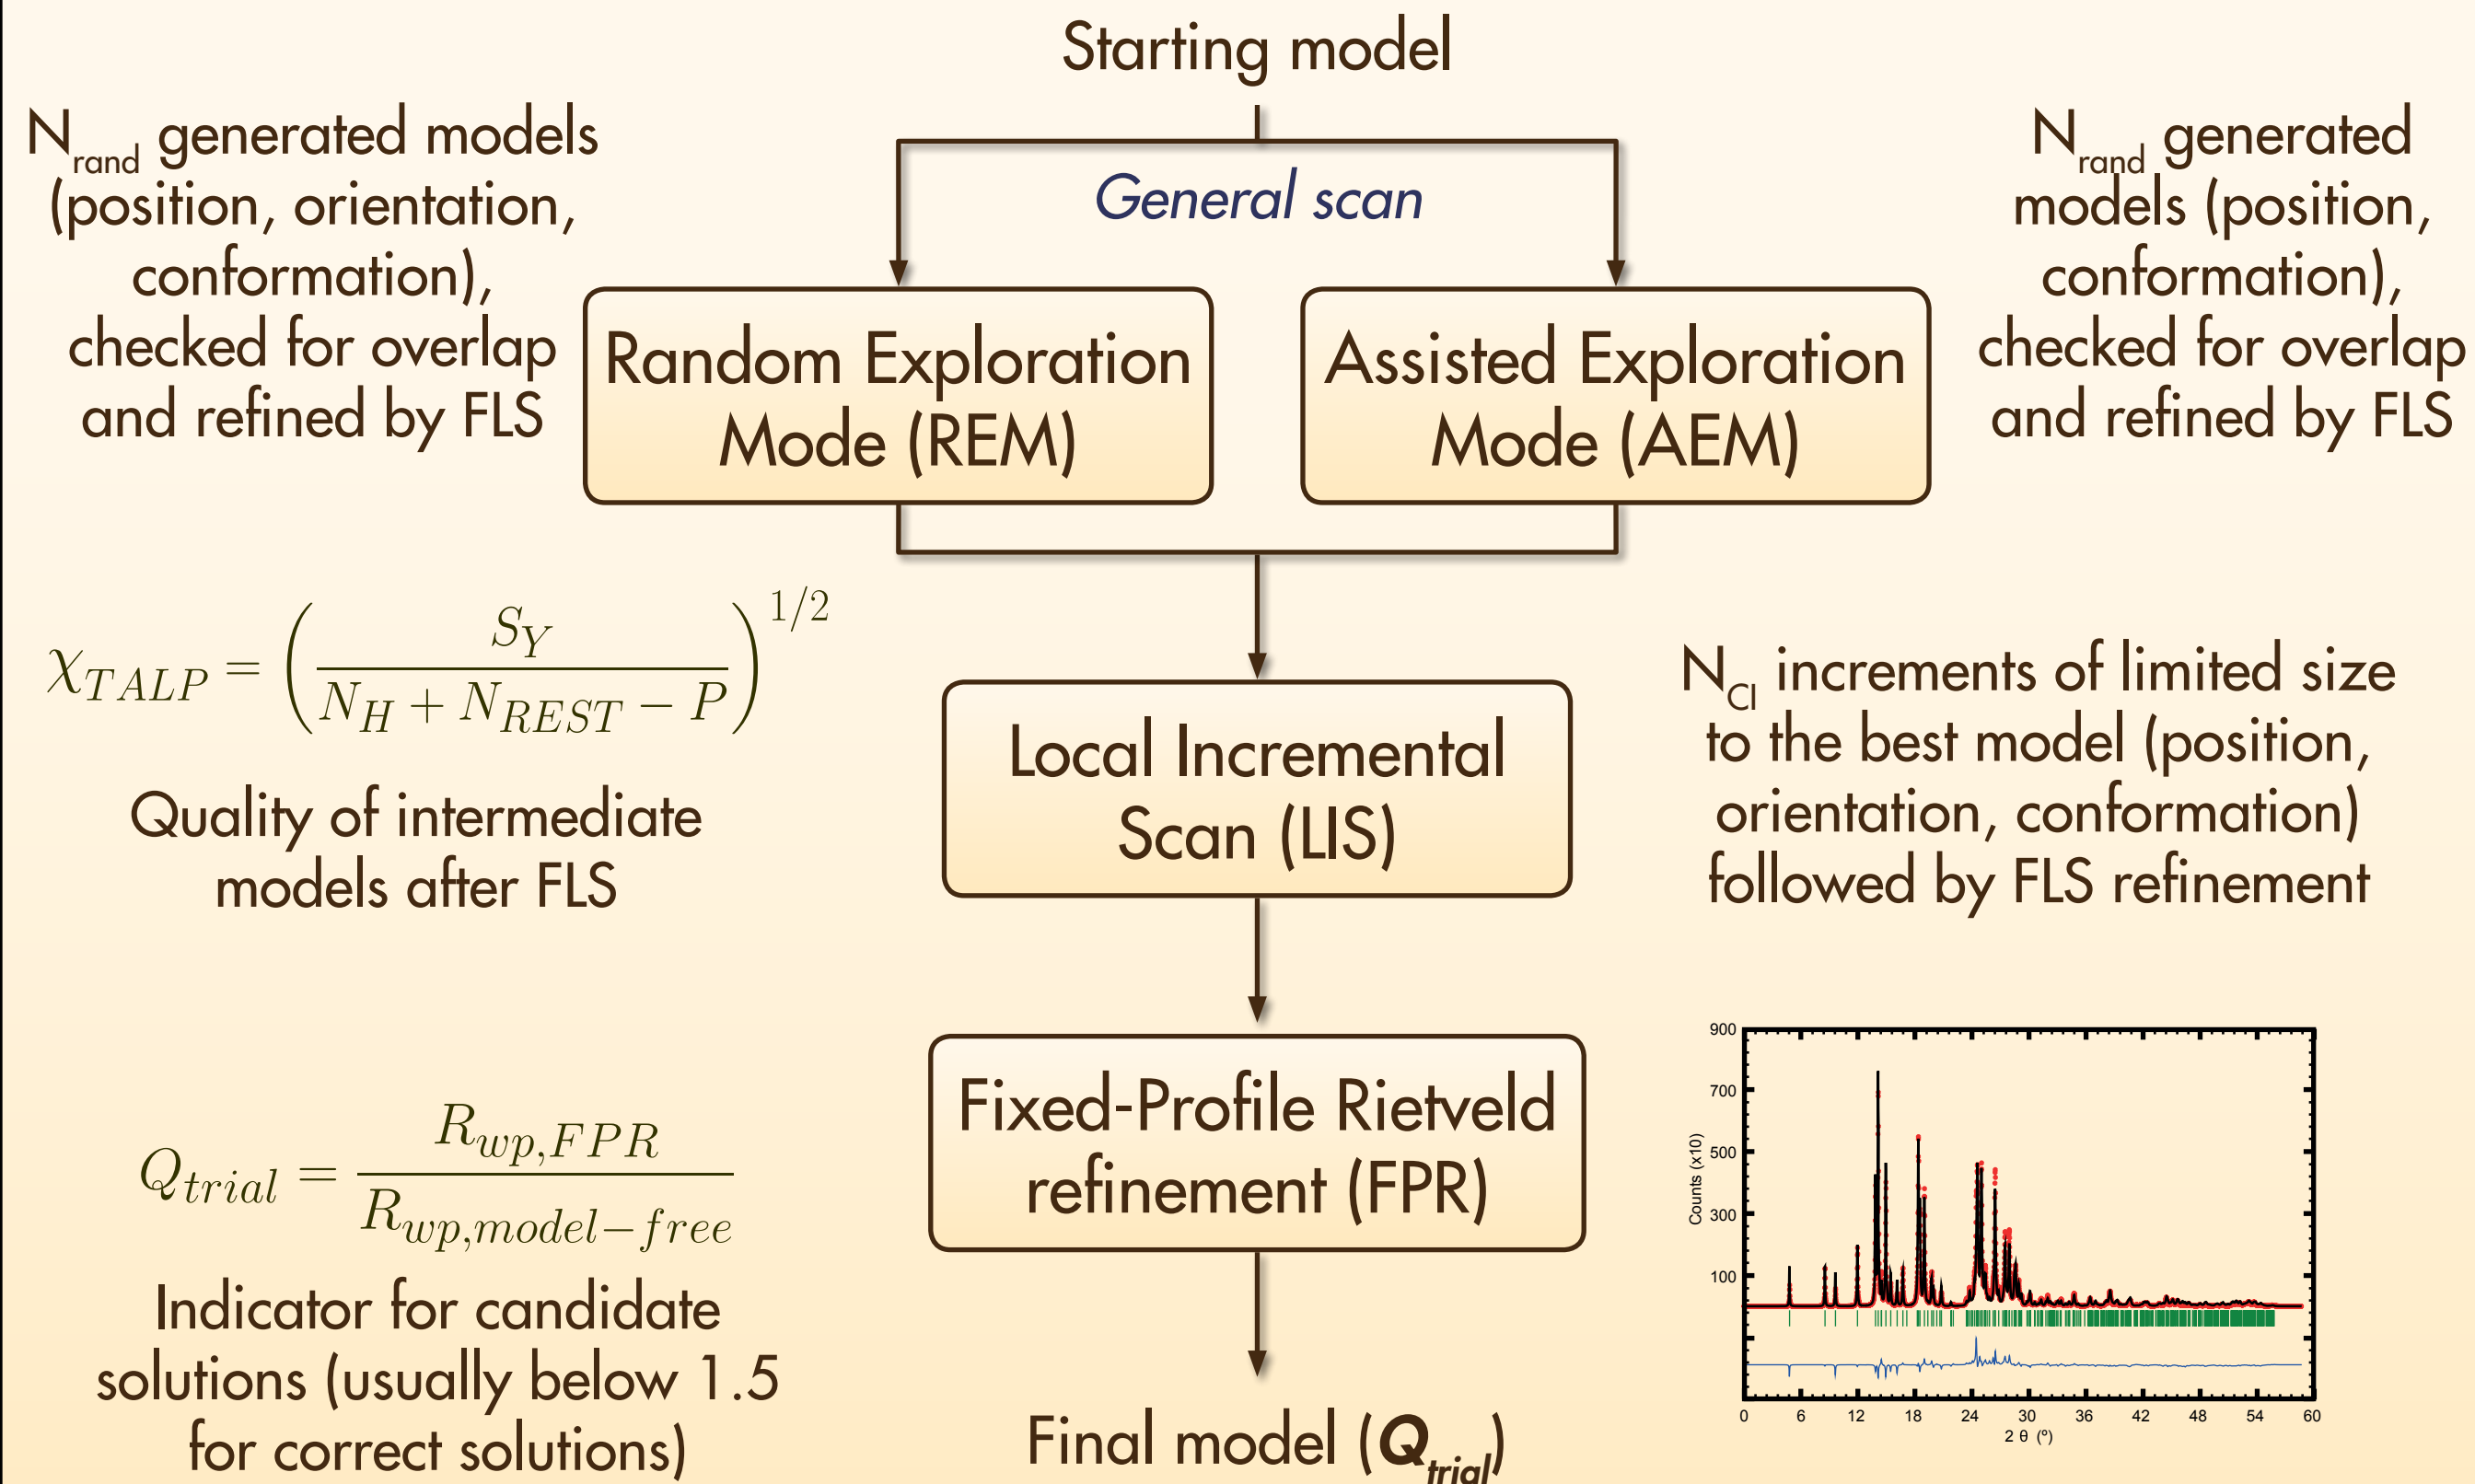 Starting model
N_rand generated models
(position, orientation,
conformation),
checked for overlap
and refined by FLS
General scan
N_rand generated
models (position,
conformation),
checked for overlap
and refined by FLS
Random Exploration
Mode (REM)
Assisted Exploration
Mode (AEM)
χ_TALP = ( S_Y / (N_H + N_REST − P) )^1/2
Quality of intermediate
models after FLS
Local Incremental
Scan (LIS)
N_CI increments of limited size
to the best model (position,
orientation, conformation)
followed by FLS refinement
Q_trial = R_wp,FPR / R_wp,model−free
Indicator for candidate
solutions (usually below 1.5
for correct solutions)
Fixed-Profile Rietveld
refinement (FPR)
Final model (Q_trial)
900
700
500
300
100
Counts (x10)
0 6 12 18 24 30 36 42 48 54 60
2 θ (º)